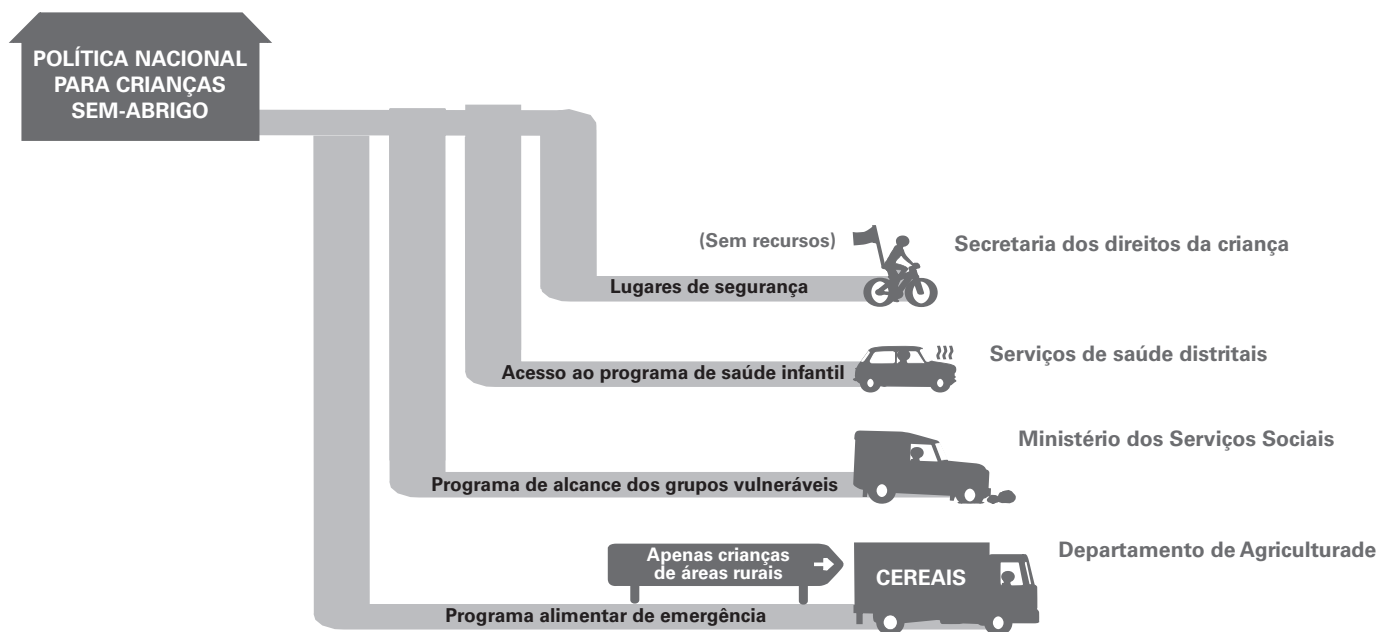 POLÍTICA NACIONAL
PARA CRIANÇAS
SEM-ABRIGO
(Sem recursos)
Secretaria dos direitos da criança
Lugares de segurança
Serviços de saúde distritais
Acesso ao programa de saúde infantil
Ministério dos Serviços Sociais
Programa de alcance dos grupos vulneráveis
Departamento de Agriculturade
Apenas crianças
de áreas rurais
CEREAIS
Programa alimentar de emergência